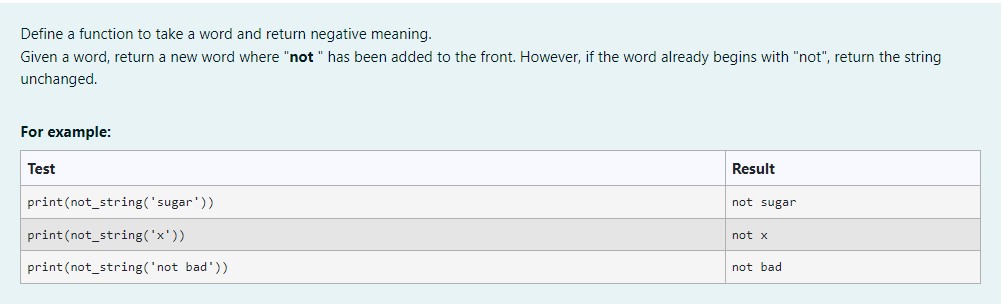 Define a function to take a word and return negative meaning.
Given a word, return a new word where "not " has been added to the front. However, if the word already begins with "not", return the string
unchanged.
For example:
Test Result
print(not_string('sugar')) not sugar
print(not_string('x')) not x
print(not_string('not bad')) not bad